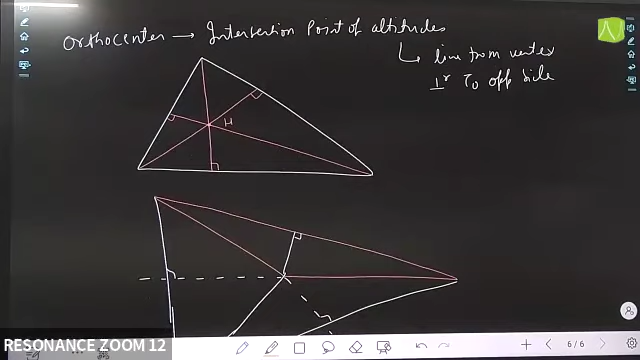 Orthocenter → Intersection Point of altitudes
line from vertex
⊥r to opp side
H
RESONANCE ZOOM 12
6/6